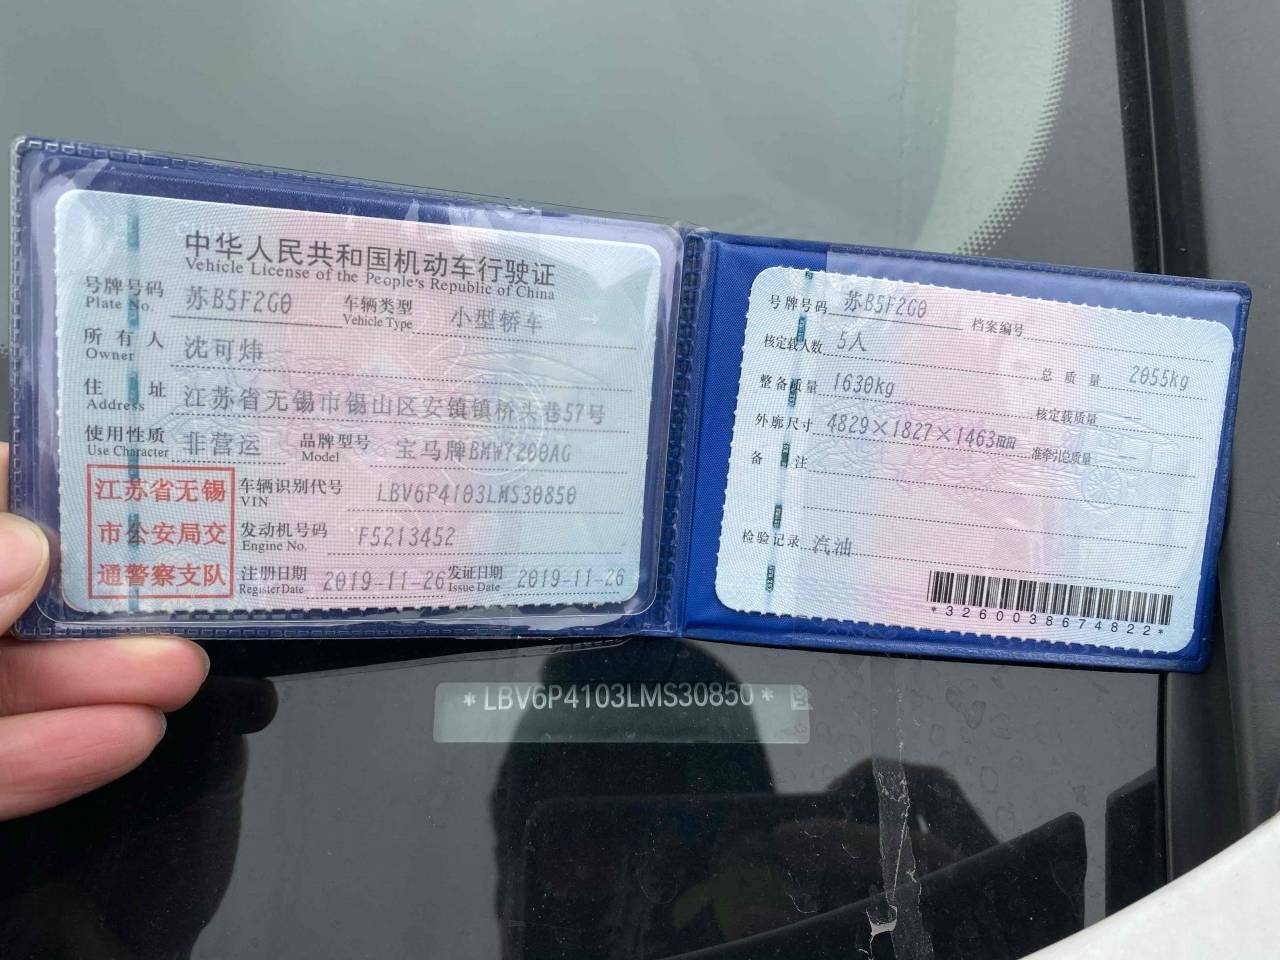 中华人民共和国机动车行驶证
Vehicle License of the People's Republic of China
号牌号码 苏B5F2G0 车辆类型 小型轿车
Plate No. Vehicle Type
所有人 沈可炜
Owner
住址 江苏省无锡市锡山区安镇镇桥头巷57号
Address
使用性质 非营运 品牌型号 宝马牌BMW7200AG
Use Character Model
江苏省无锡
市公安局交
通警察支队
车辆识别代号 LBV6P4103LMS30850
VIN
发动机号码 F5213452
Engine No.
注册日期 2019-11-26 发证日期 2019-11-26
Register Date Issue Date
号牌号码 苏B5F2G0 档案编号
核定载人数 5人 总质量 2055kg
整备质量 1630kg 核定载质量 --
外廓尺寸 4829×1827×1463mm 准牵引总质量 --
备注
检验记录 汽油
*3260038674822*
*LBV6P4103LMS30850*